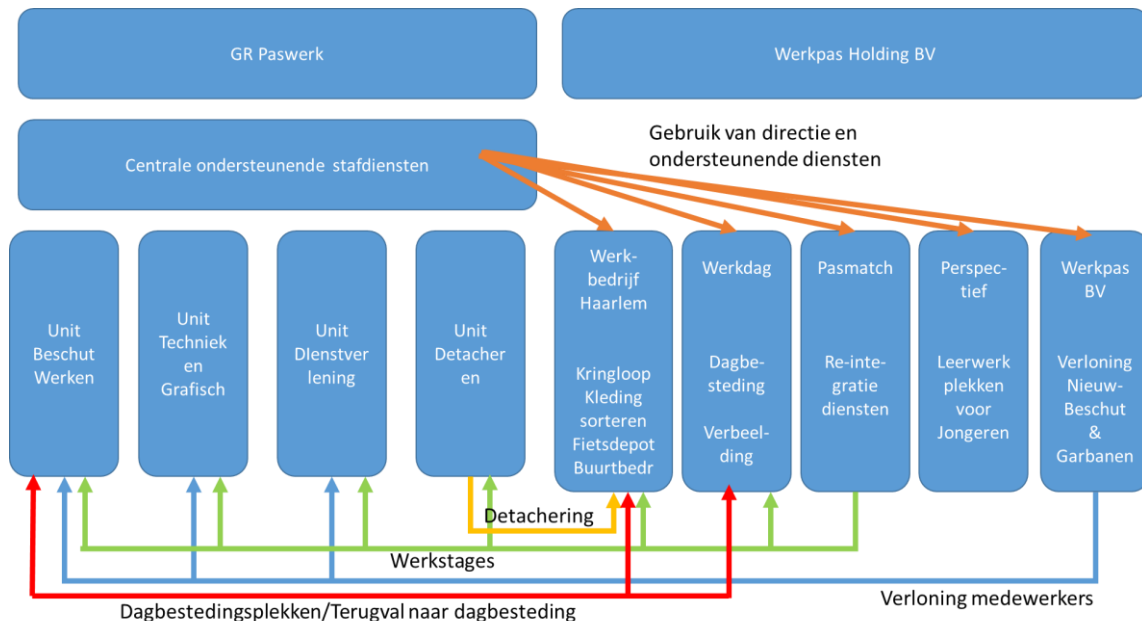 GR Paswerk
Werkpas Holding BV
Centrale ondersteunende stafdiensten
Gebruik van directie en
ondersteunende diensten
Unit
Beschut
Werken
Unit
Techniek
en
Grafisch
Unit
DIenstver
lening
Unit
Detacher
en
Werk-
bedrijf
Haarlem
Kringloop
Kleding
sorteren
Fietsdepot
Buurtbedr
Werkdag
Dagbe-
steding
Verbeel-
ding
Pasmatch
Re-inte-
gratie
diensten
Perspec-
tief
Leerwerk
plekken
voor
Jongeren
Werkpas
BV
Verloning
Nieuw-
Beschut
&
Garbanen
Detachering
Werkstages
Dagbestedingsplekken/Terugval naar dagbesteding
Verloning medewerkers